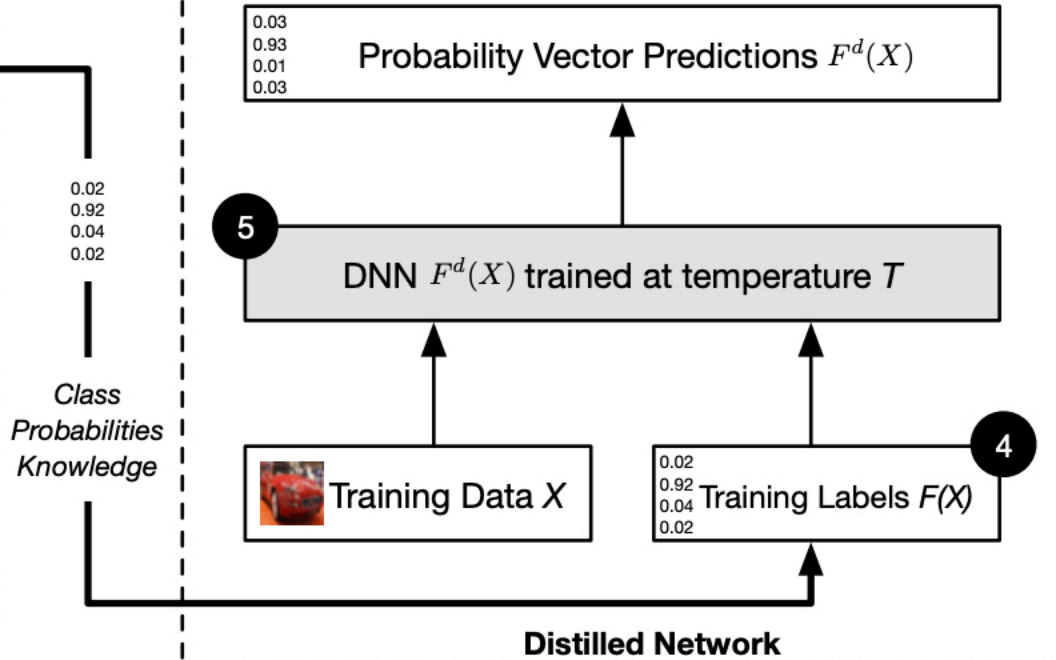 0.03
0.93
0.01
0.03
Probability Vector Predictions F^d(X)
0.02
0.92
0.04
0.02
5
DNN F^d(X) trained at temperature T
Class
Probabilities
Knowledge
4
Training Data X
0.02
0.92
0.04
0.02
Training Labels F(X)
Distilled Network